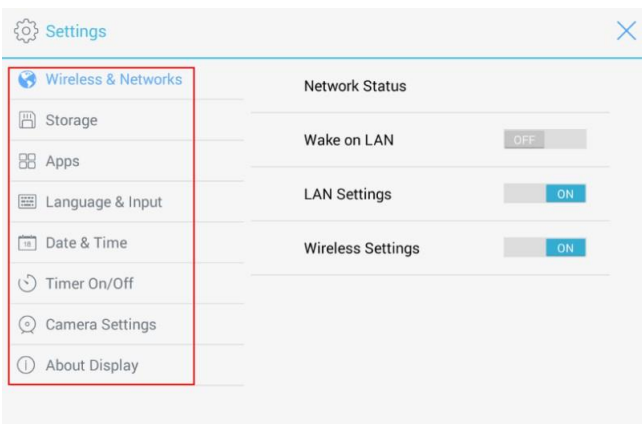 Settings
Wireless & Networks
Storage
Apps
Language & Input
18
Date & Time
Timer On/Off
Camera Settings
About Display
Network Status
Wake on LAN
OFF
LAN Settings
ON
Wireless Settings
ON